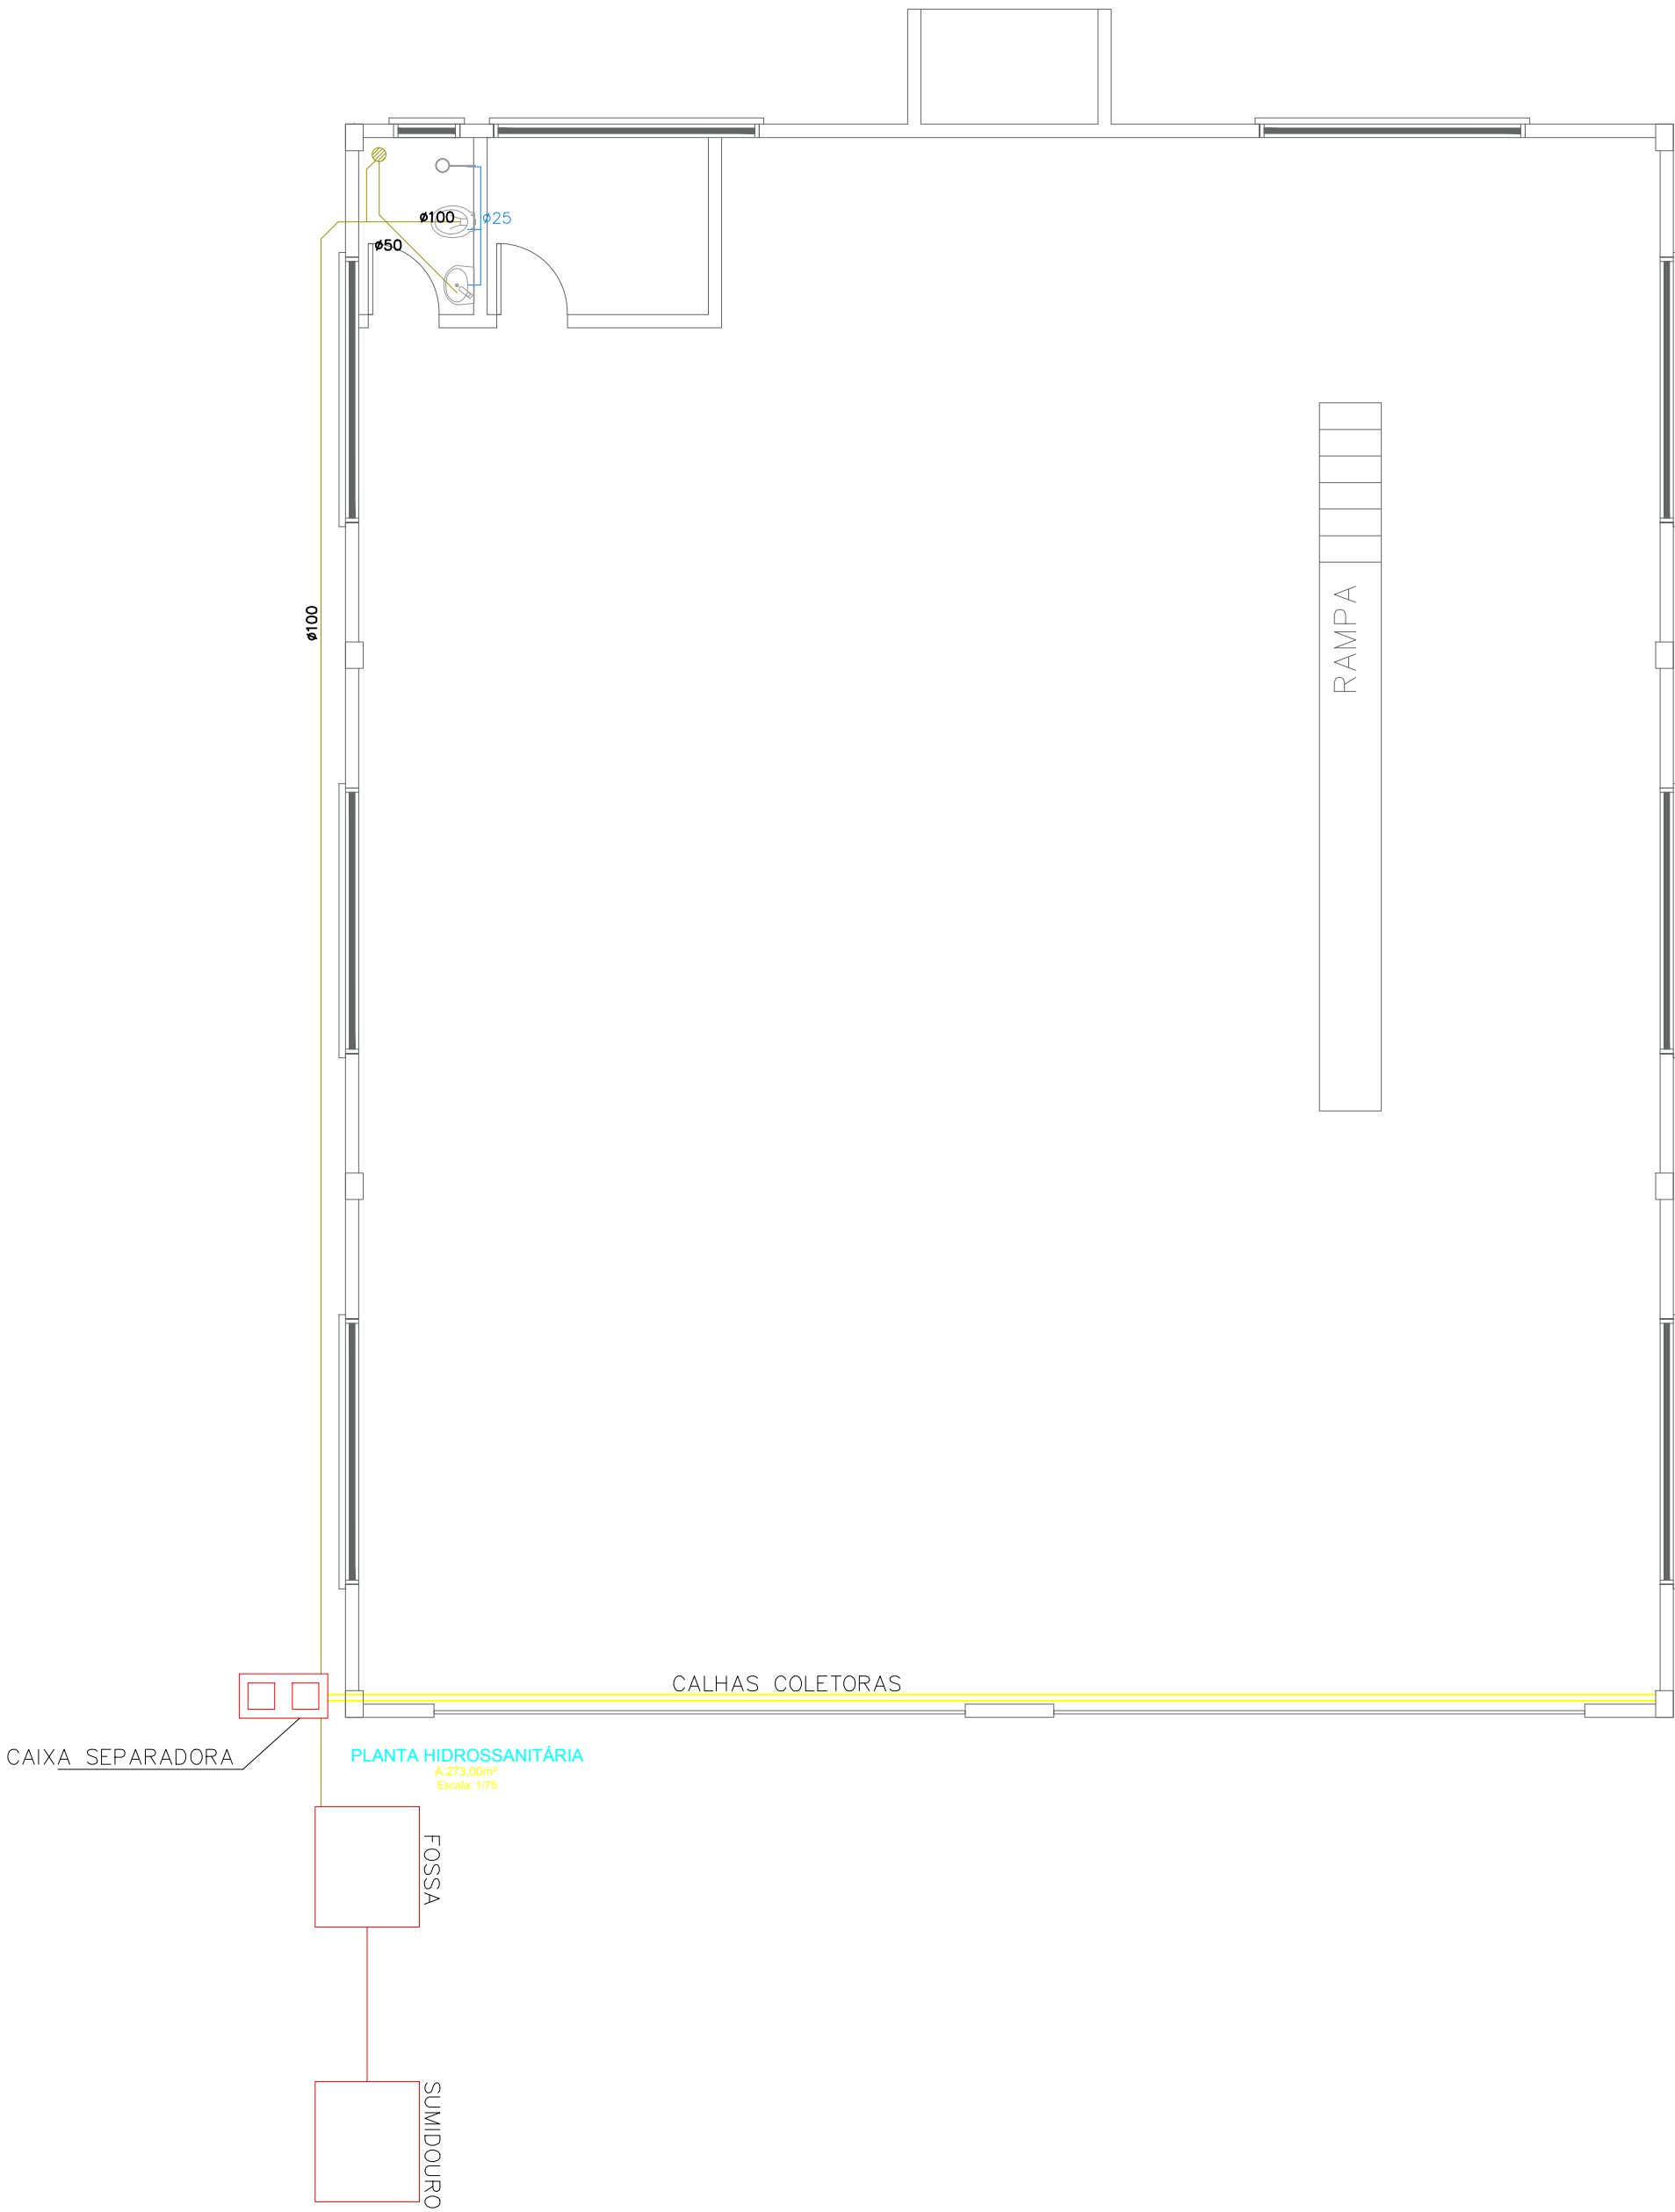 ø100
ø25
ø50
ø100
RAMPA
CALHAS COLETORAS
CAIXA SEPARADORA
PLANTA HIDROSSANITÁRIA
A:273,00m²
Escala: 1/75
FOSSA
SUMIDOURO